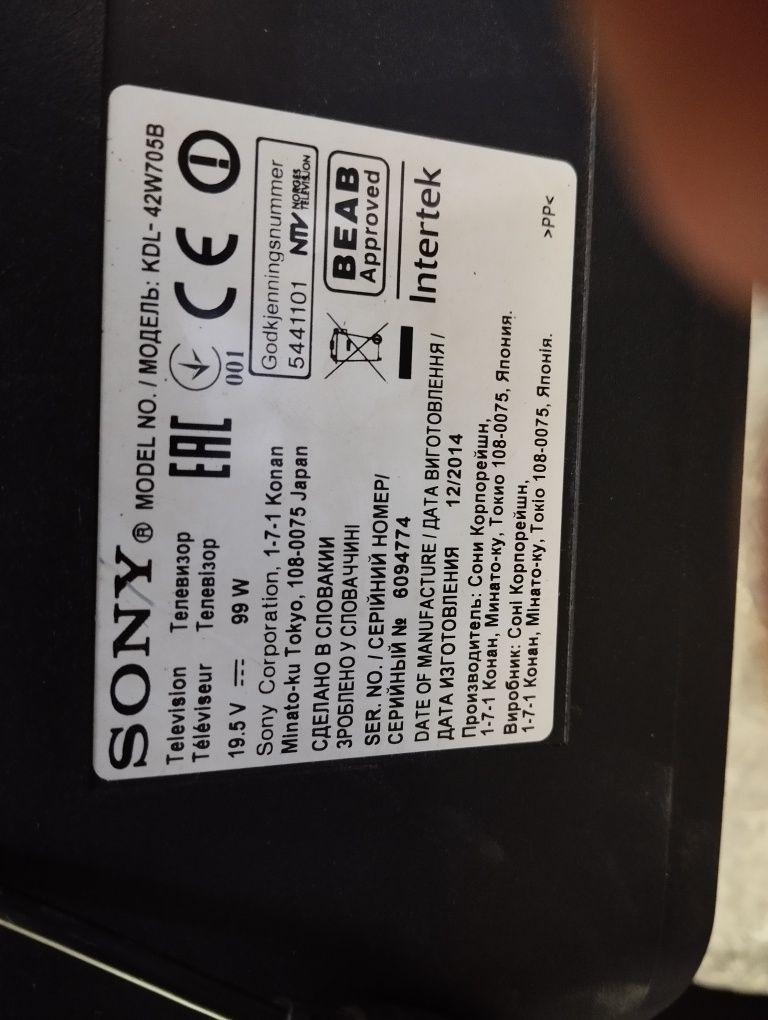 SONY ® MODEL NO. / МОДЕЛЬ: KDL- 42W705B
Television Телевизор
Téléviseur Телевізор
EAC
001
CE
19.5 V 99 W
Godkjenningsnummer
5441101 NTV NORGES TELEVISJON
Sony Corporation, 1-7-1 Konan
Minato-ku Tokyo, 108-0075 Japan
BEAB
Approved
СДЕЛАНО В СЛОВАКИИ
ЗРОБЛЕНО У СЛОВАЧЧИНІ
Intertek
SER. NO. / СЕРІЙНИЙ НОМЕР/
СЕРИЙНЫЙ № 6094774
DATE OF MANUFACTURE / ДАТА ВИГОТОВЛЕННЯ /
ДАТА ИЗГОТОВЛЕНИЯ 12/2014
Производитель: Сони Корпорейшн,
1-7-1 Конан, Минато-ку, Токио 108-0075, Япония.
Виробник: Соні Корпорейшн,
1-7-1 Конан, Мінато-ку, Токіо 108-0075, Японія.
>PP<